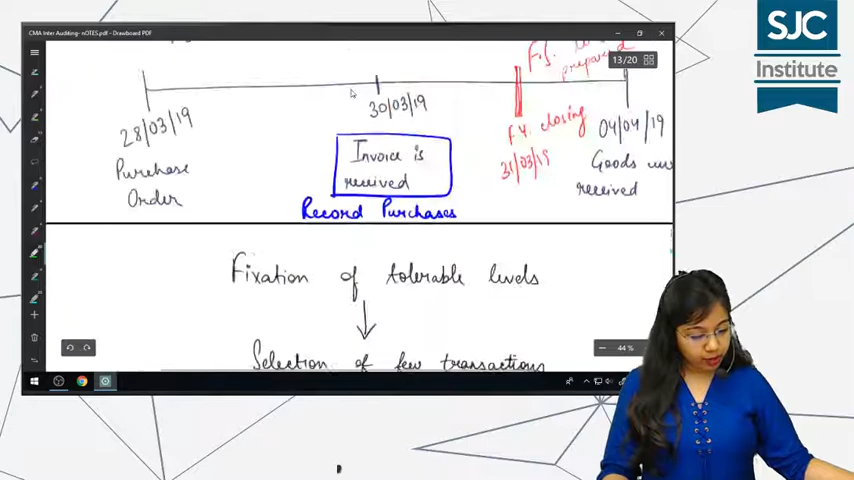 CMA Inter Auditing- nOTES.pdf - Drawboard PDF
SJC
Institute
13/20
F.S.
prepared
28/03/19
30/03/19
F.Y. closing
31/03/19
04/04/19
Purchase
Order
Invoice is
received
Record Purchases
Goods
received
Fixation of tolerable levels
Selection of few transactions
44 %